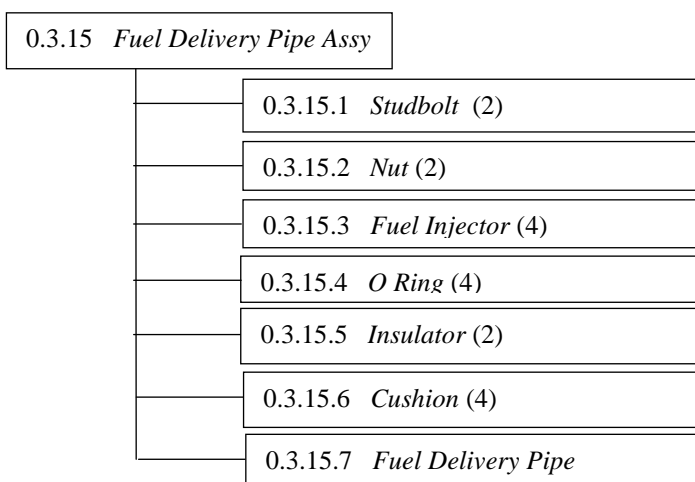 0.3.15 Fuel Delivery Pipe Assy
0.3.15.1 Studbolt (2)
0.3.15.2 Nut (2)
0.3.15.3 Fuel Injector (4)
0.3.15.4 O Ring (4)
0.3.15.5 Insulator (2)
0.3.15.6 Cushion (4)
0.3.15.7 Fuel Delivery Pipe